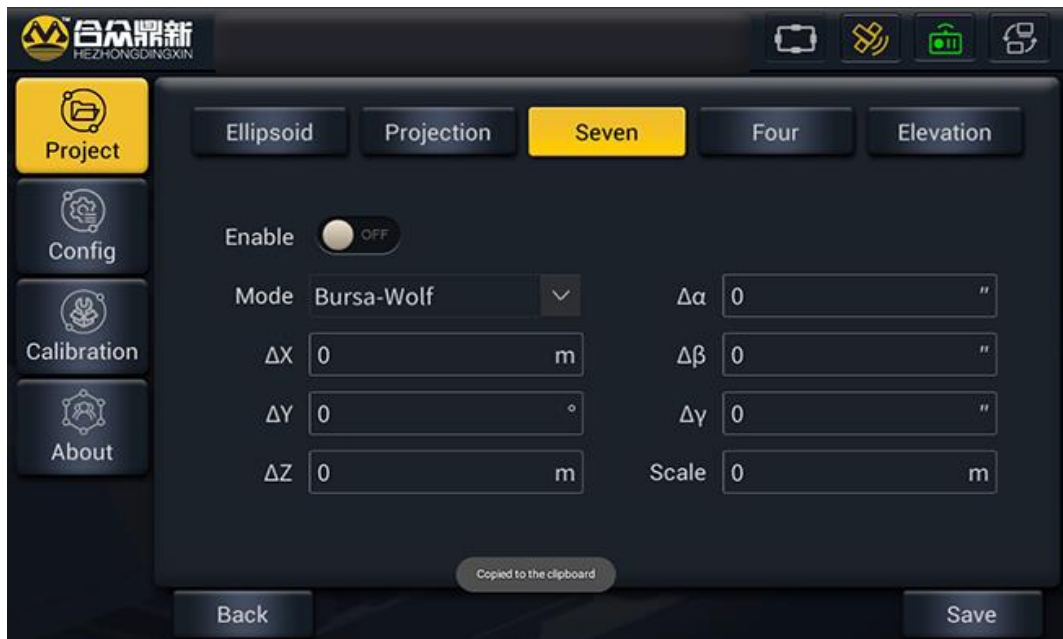 合众鼎新
HEZHONGDINGXIN
TM
Project
Config
Calibration
About
Ellipsoid Projection Seven Four Elevation
Enable OFF
Mode Bursa-Wolf Δα 0 "
ΔX 0 m Δβ 0 "
ΔY 0 ° Δγ 0 "
ΔZ 0 m Scale 0 m
Copied to the clipboard
Back Save